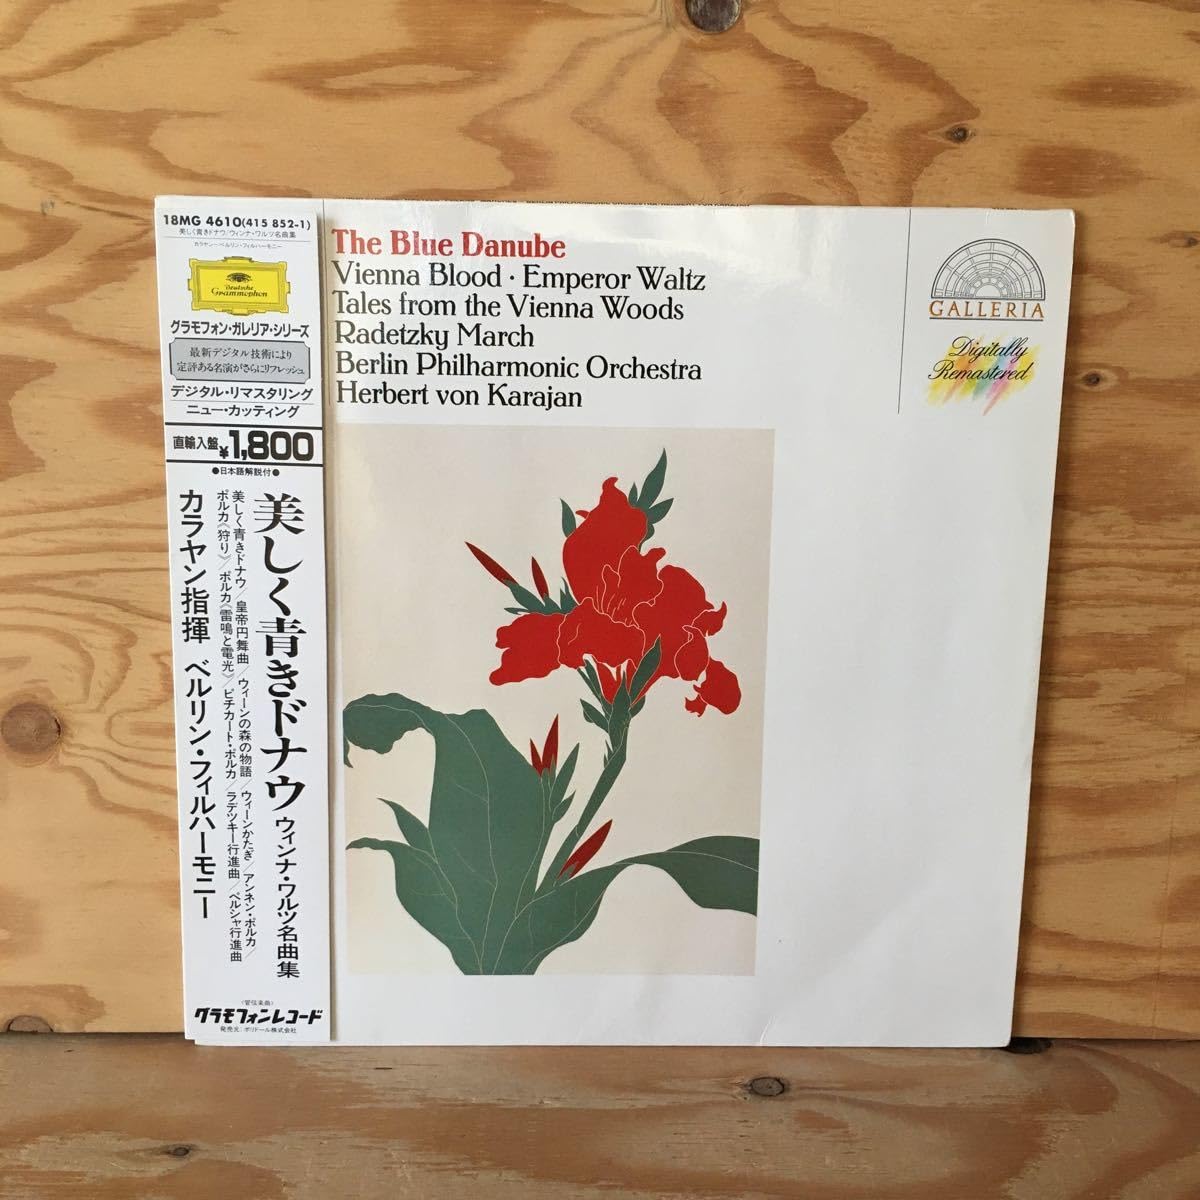 18MG 4610(415 852-1)
美しく青きドナウ/ウィンナ・ワルツ名曲集
カラヤン―ベルリン・フィルハーモニー
Deutsche
Grammophon
グラモフォン・ガレリア・シリーズ
最新デジタル技術により
定評ある名演がさらにリフレッシュ
デジタル・リマスタリング
ニュー・カッティング
直輸入盤¥1,800
●日本語解説付●
美しく青きドナウ ウィンナ・ワルツ名曲集
美しく青きドナウ/皇帝円舞曲/ウィーンの森の物語/ウィーンかたぎ/アンネン・ポルカ/
ポルカ《狩り》/ポルカ《雷鳴と電光》/ピチカート・ポルカ/ラデツキー行進曲/ペルシャ行進曲
カラヤン指揮 ベルリン・フィルハーモニー
〈管弦楽曲〉
グラモフォンレコード
発売元:ポリドール株式会社
The Blue Danube
Vienna Blood · Emperor Waltz
Tales from the Vienna Woods
Radetzky March
Berlin Philharmonic Orchestra
Herbert von Karajan
GALLERIA
Digitally
Remastered